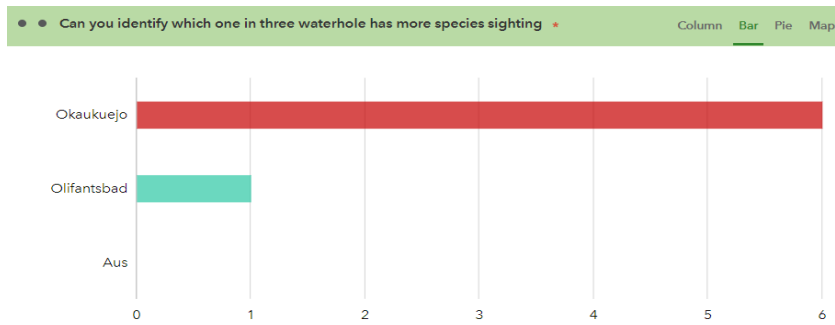 Can you identify which one in three waterhole has more species sighting *
Column Bar Pie Map
Okaukuejo
Olifantsbad
Aus
0 1 2 3 4 5 6